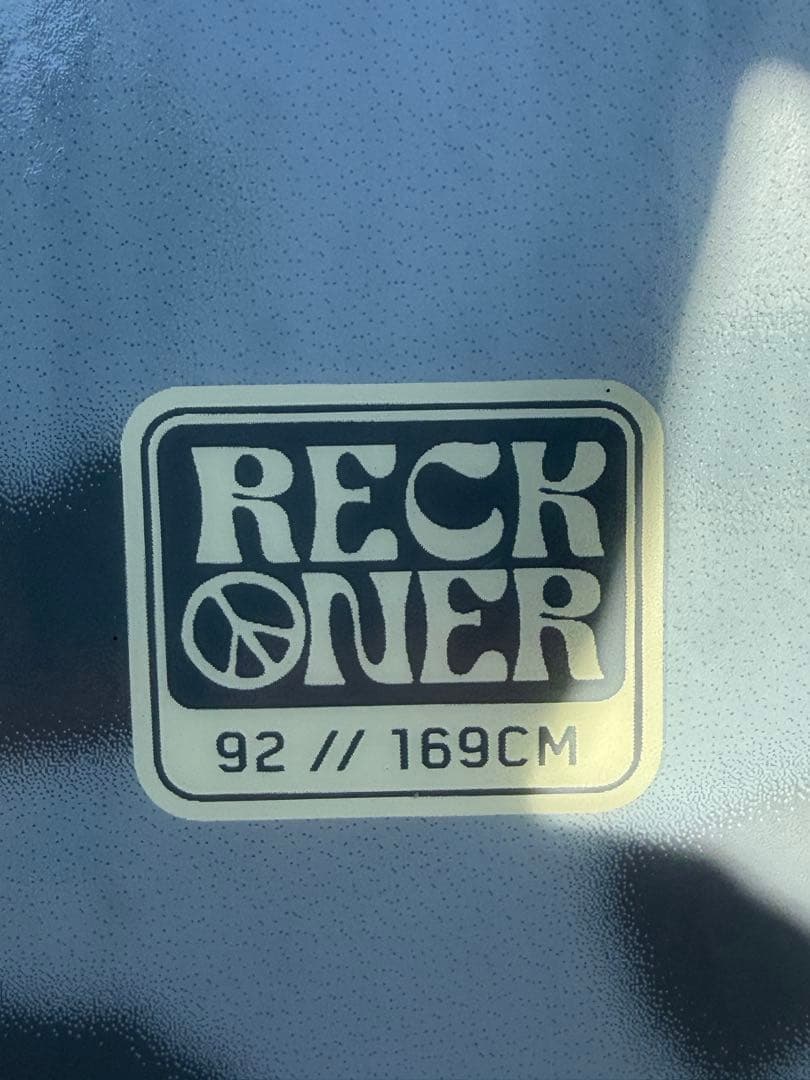 RECK
ONER
92 // 169CM